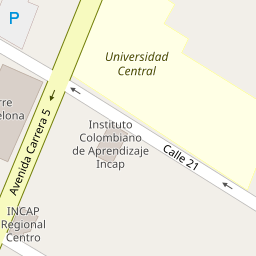 P
Universidad
Central
Avenida Carrera 5
Instituto
Colombiano
de Aprendizaje
Incap
Calle 21
INCAP
Regional
Centro